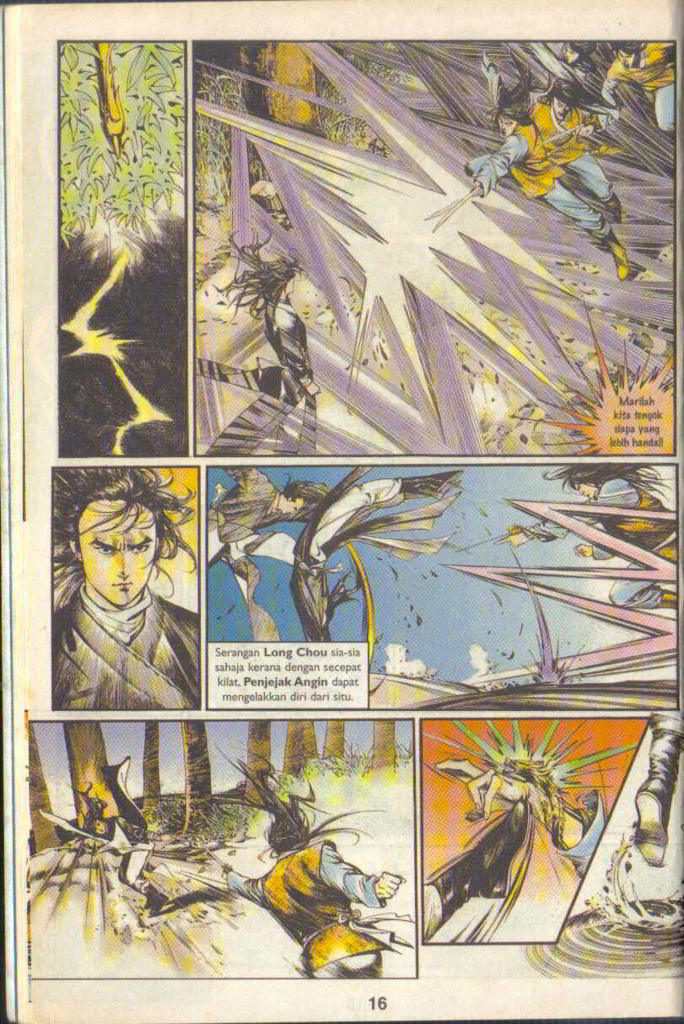 Marilah
kita tengok
siapa yang
lebih handal!
Serangan Long Chou sia-sia
sahaja kerana dengan secepat
kilat, Penjejak Angin dapat
mengelakkan diri dari situ.
16